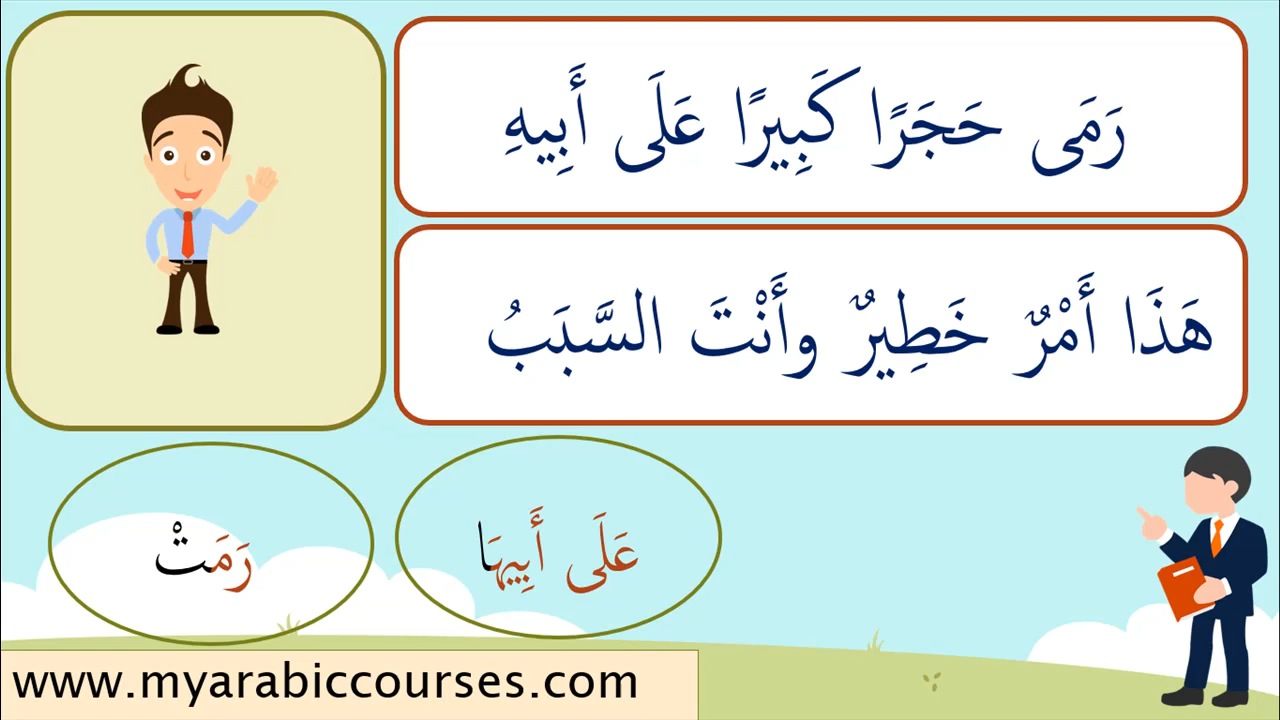 رَمَى حَجَرًا كَبِيرًا عَلَى أَبِيهِ
هَذَا أَمْرٌ خَطِيرٌ وأَنْتَ السَّبَبُ
عَلَى أَبِيهَا
رَمَتْ
www.myarabiccourses.com